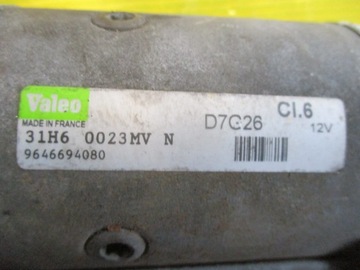 Valeo
MADE IN FRANCE
31H6 0023MV N
9646694080
D7G26
Cl.6
12V